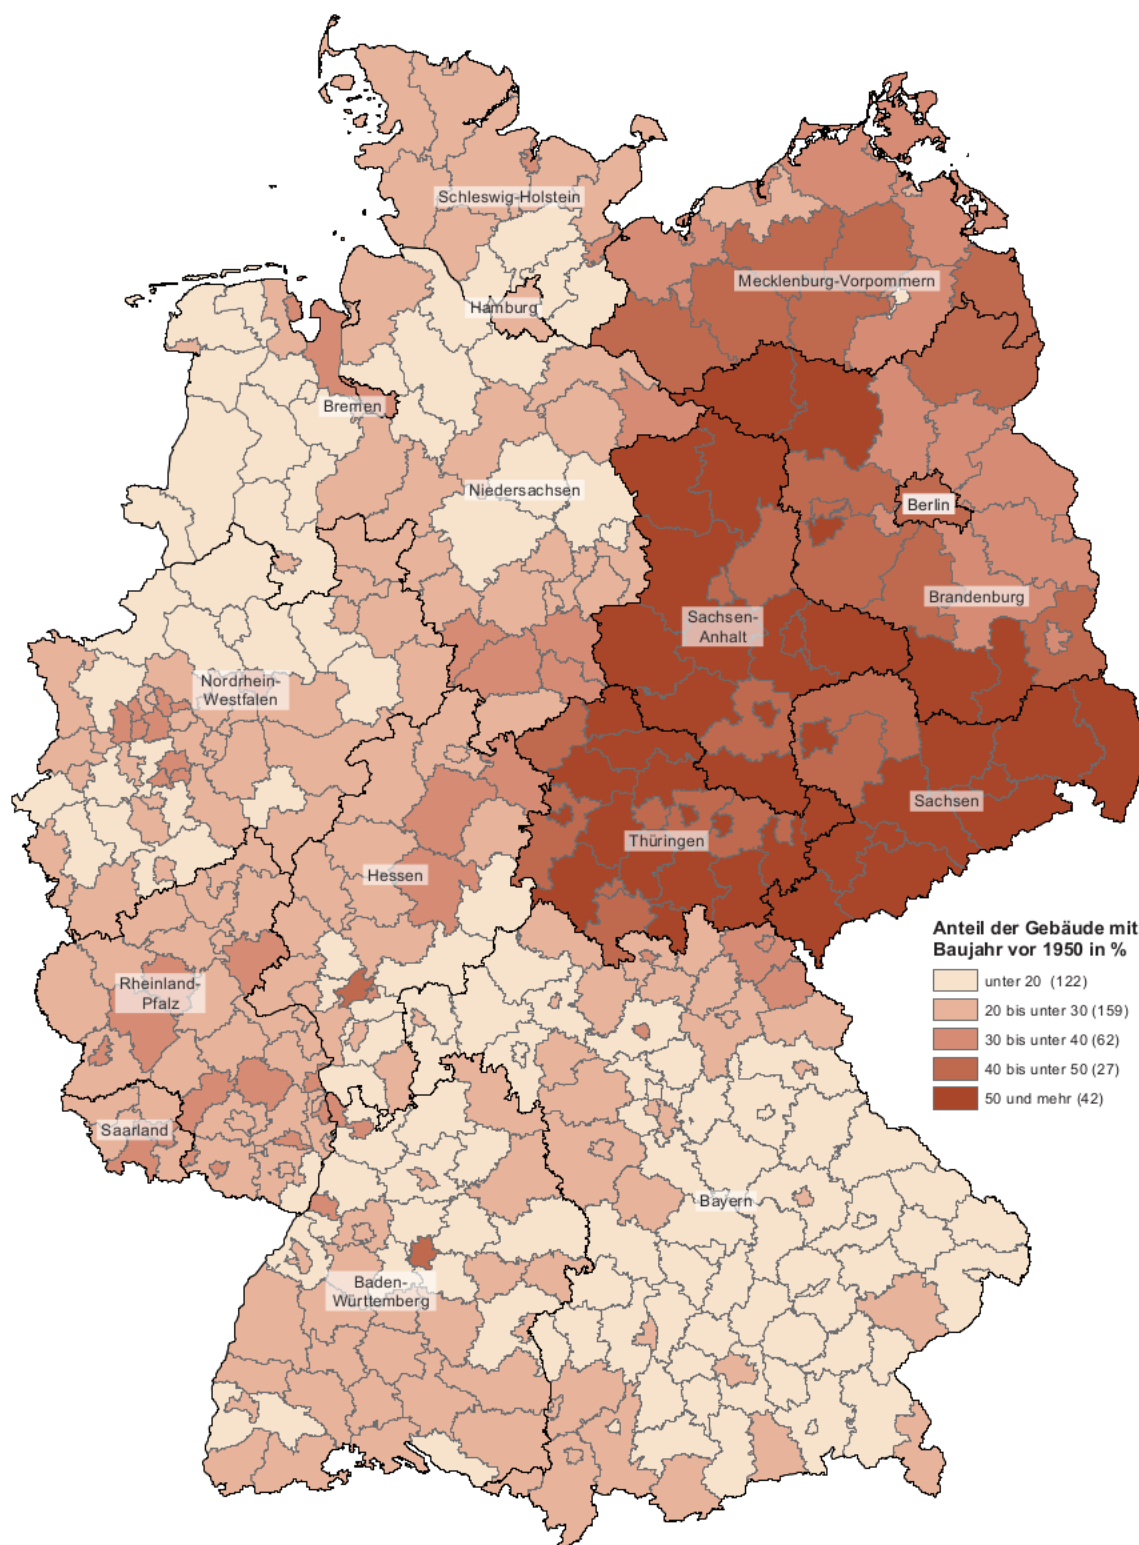 Schleswig-Holstein
Mecklenburg-Vorpommern
Hamburg
Bremen
Niedersachsen
Berlin
Brandenburg
Sachsen-
Anhalt
Nordrhein-
Westfalen
Sachsen
Thüringen
Hessen
Rheinland-
Pfalz
Saarland
Bayern
Baden-
Württemberg
Anteil der Gebäude mit
Baujahr vor 1950 in %
unter 20 (122)
20 bis unter 30 (159)
30 bis unter 40 (62)
40 bis unter 50 (27)
50 und mehr (42)